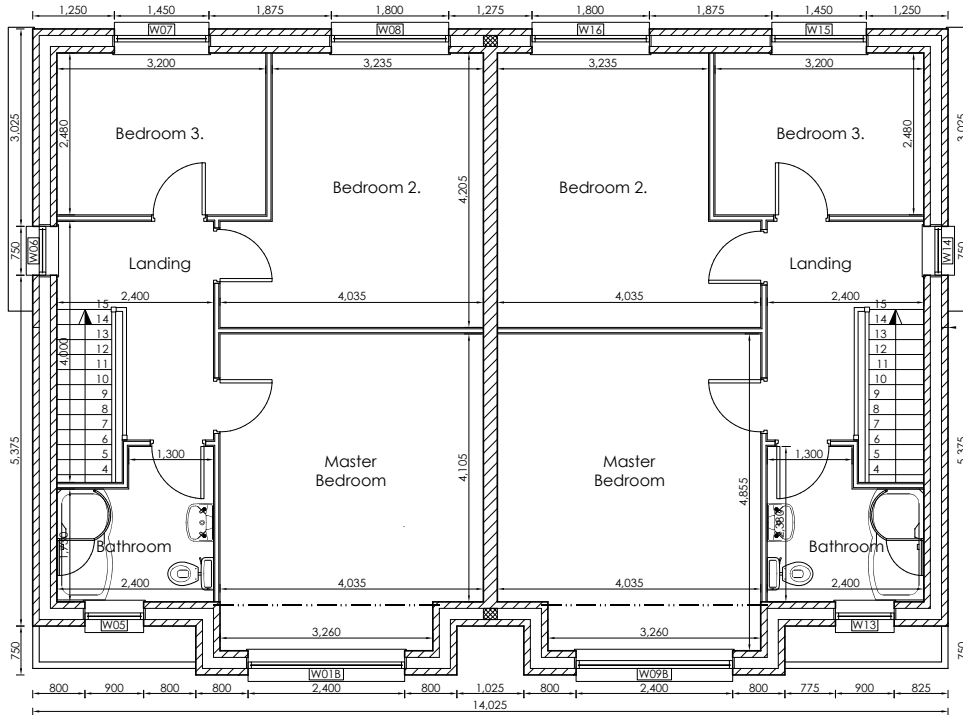 1,250 1,450 1,875 1,800 1,275 1,800 1,875 1,450 1,250
W07 W08 W16 W15
3,200 3,235 3,235 3,200
3,025 2,480 4,205 2,480 3,025
Bedroom 3. Bedroom 3.
Bedroom 2. Bedroom 2.
750 W06 W14 750
Landing Landing
2,400 4,035 4,035 2,400
15 15
14 14
13 13
4,000
12 12
11 11
10 10
9 9
8 8
7 7
6 6
5 5
4 4
5,375 4,105 4,855 5,375
1,300 1,300
Master Bedroom
Master Bedroom
Bathroom Bathroom
2,400 4,035 4,035 2,400
W05 W13
3,260 3,260
750 750
W01B W09B
800 900 800 800 2,400 800 1,025 800 2,400 800 775 900 825
14,025